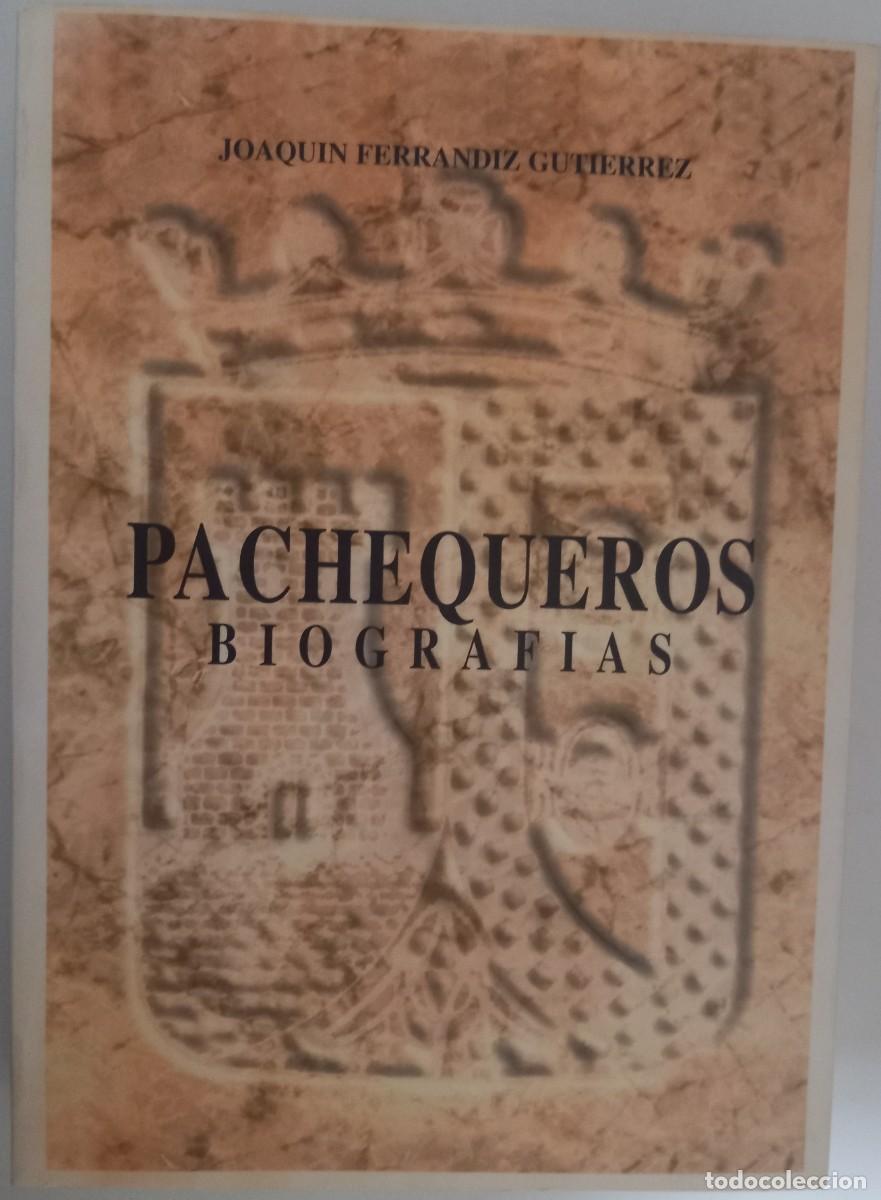 JOAQUIN FERRANDIZ GUTIERREZ
PACHEQUEROS
BIOGRAFIAS
todocoleccion